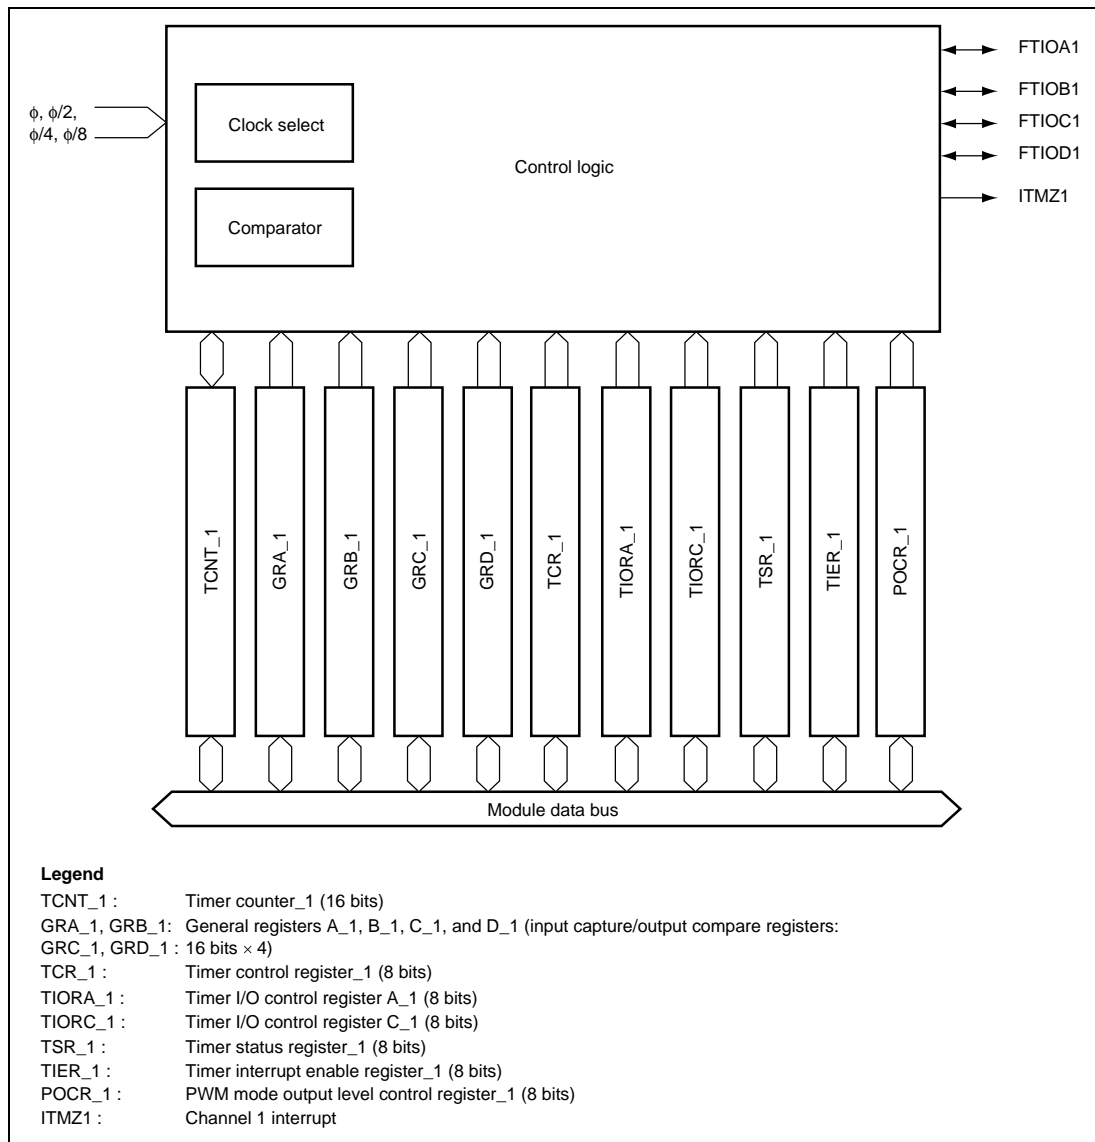 FTIOA1
φ, φ/2,
φ/4, φ/8
Clock select
FTIOB1
FTIOC1
FTIOD1
Control logic
ITMZ1
Comparator
TCNT_1
GRA_1
GRB_1
GRC_1
GRD_1
TCR_1
TIORA_1
TIORC_1
TSR_1
TIER_1
POCR_1
Module data bus
Legend
TCNT_1 : Timer counter_1 (16 bits)
GRA_1, GRB_1: General registers A_1, B_1, C_1, and D_1 (input capture/output compare registers:
GRC_1, GRD_1 : 16 bits × 4)
TCR_1 : Timer control register_1 (8 bits)
TIORA_1 : Timer I/O control register A_1 (8 bits)
TIORC_1 : Timer I/O control register C_1 (8 bits)
TSR_1 : Timer status register_1 (8 bits)
TIER_1 : Timer interrupt enable register_1 (8 bits)
POCR_1 : PWM mode output level control register_1 (8 bits)
ITMZ1 : Channel 1 interrupt